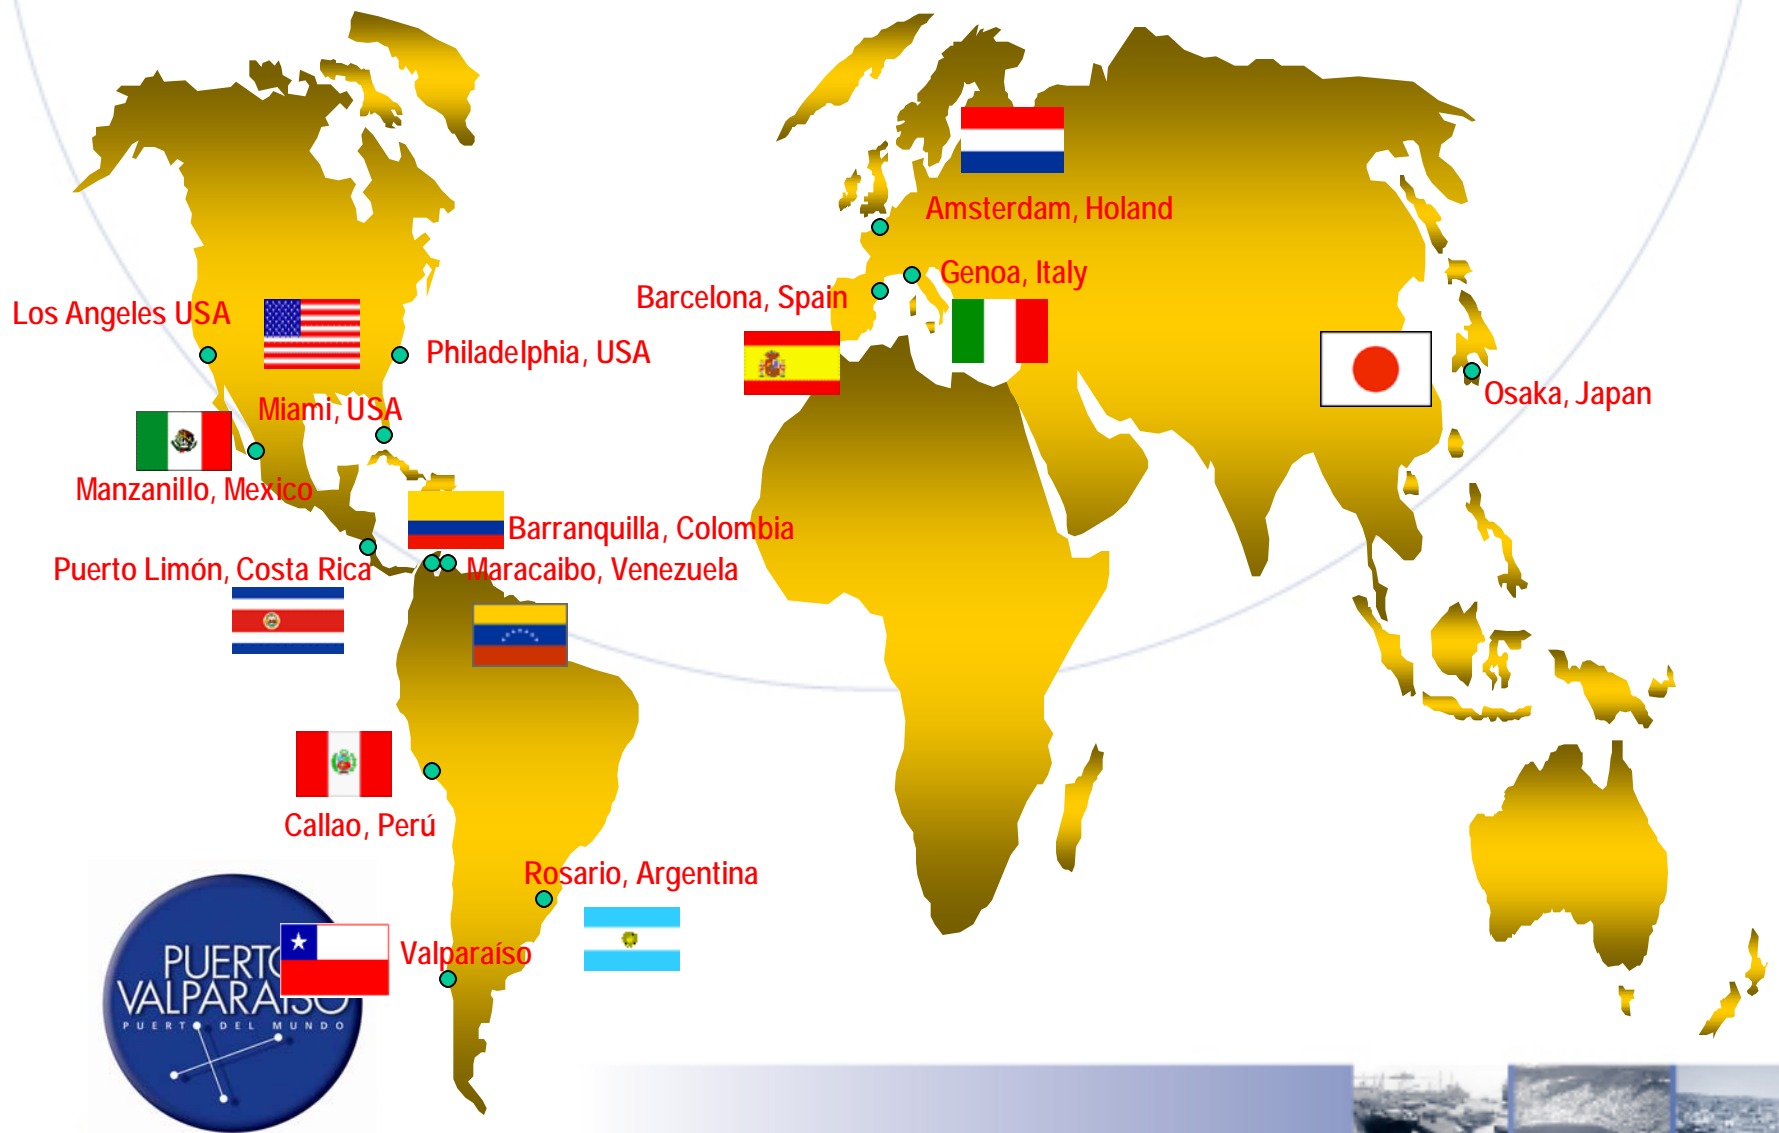 Amsterdam, Holand
Genoa, Italy
Barcelona, Spain
Los Angeles USA
Philadelphia, USA
Osaka, Japan
Miami, USA
Manzanillo, Mexico
Barranquilla, Colombia
Puerto Limón, Costa Rica
Maracaibo, Venezuela
Callao, Perú
Rosario, Argentina
Valparaíso
PUERTO
VALPARAISO
PUERTO DEL MUNDO